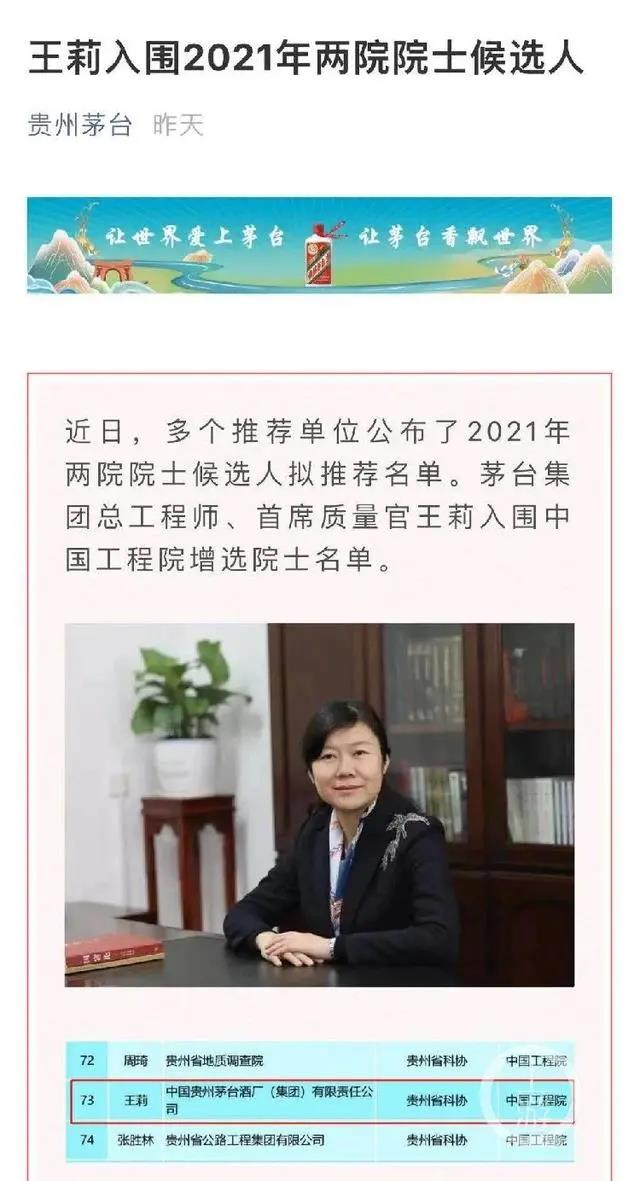 王莉入围2021年两院院士候选人
贵州茅台 昨天
让世界爱上茅台 让茅台香飘世界
近日，多个推荐单位公布了2021年
两院院士候选人拟推荐名单。茅台集
团总工程师、首席质量官王莉入围中
国工程院增选院士名单。
72 周琦 贵州省地质调查院 贵州省科协 中国工程院
73 王莉 中国贵州茅台酒厂（集团）有限责任公
司 贵州省科协 中国工程院
74 张胜林 贵州省公路工程集团有限公司 贵州省科协 中国工程院